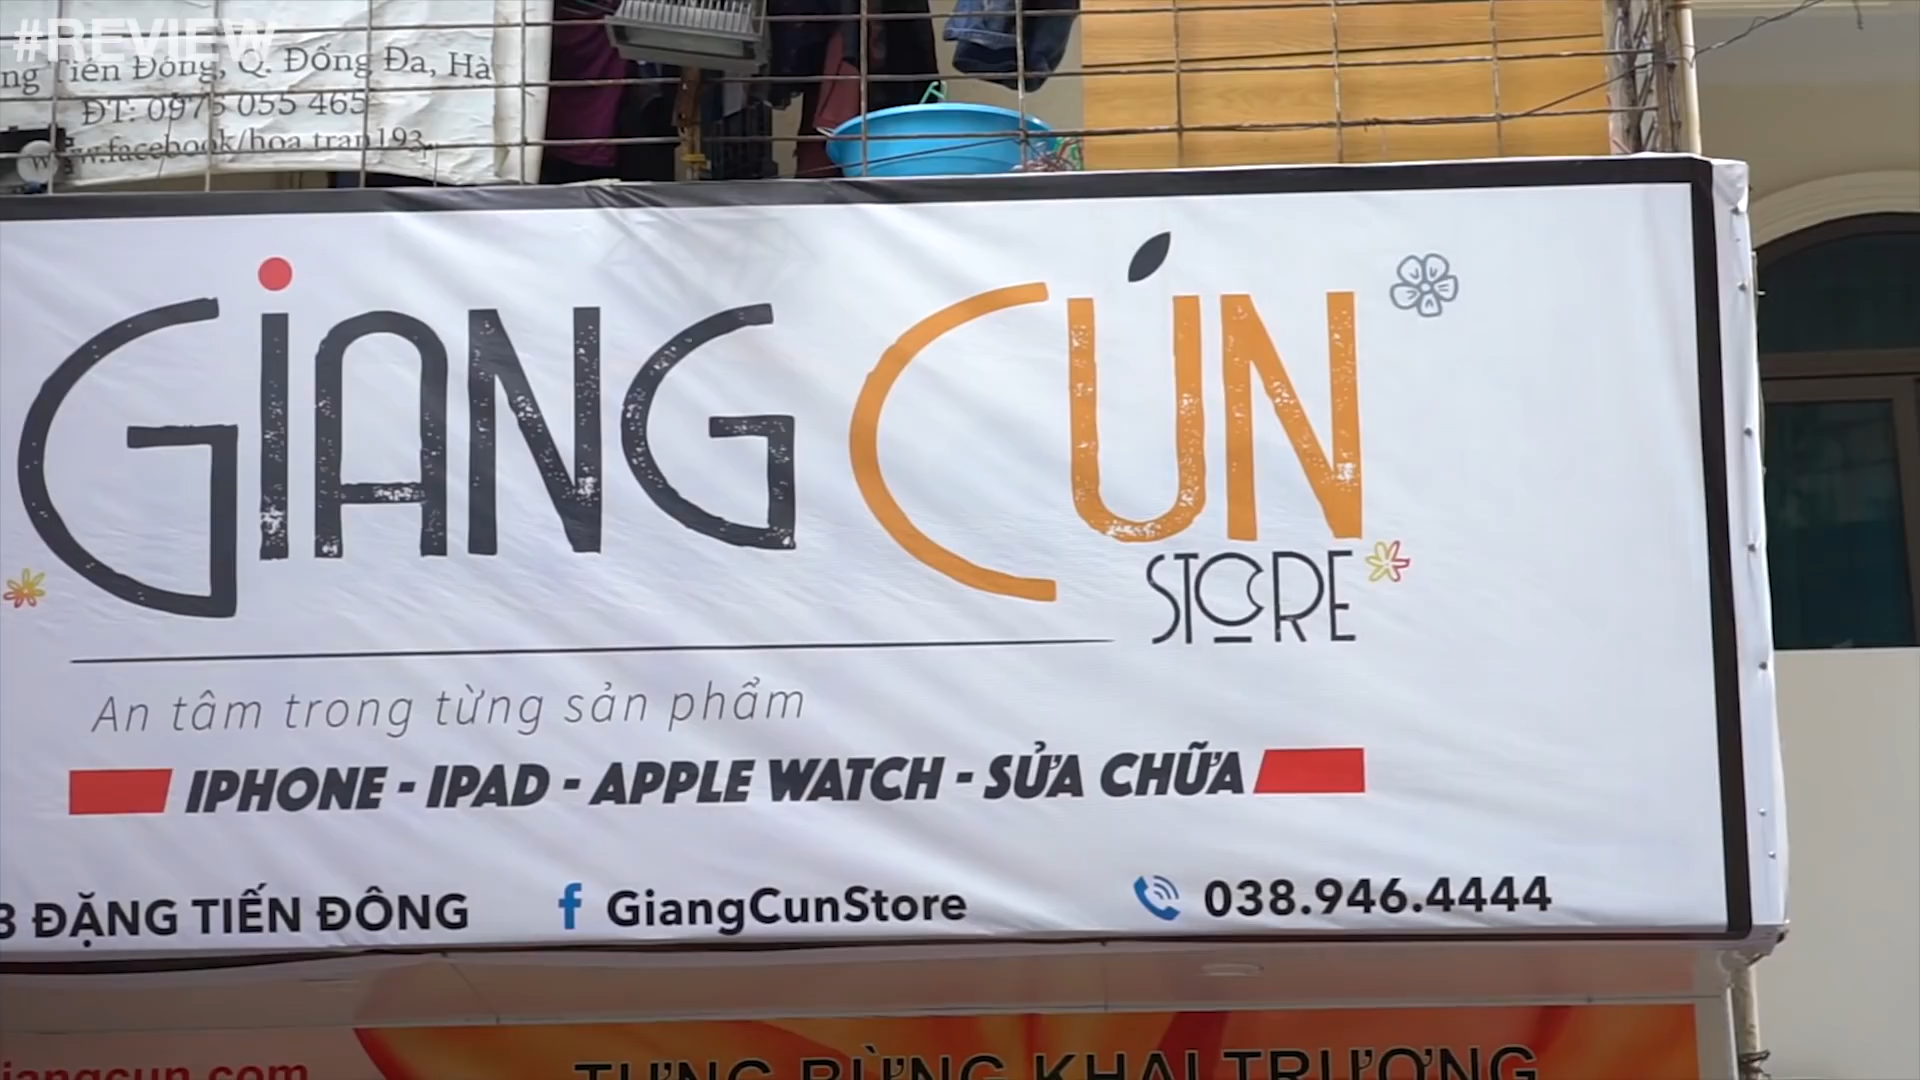 #REVIEW
ng Tiến Đông, Q. Đống Đa, Hà
ĐT: 0975 055 465
www.facebook/hoa tran193
GIANG CÚN
STORE
An tâm trong từng sản phẩm
IPHONE - IPAD - APPLE WATCH - SỬA CHỮA
3 ĐẶNG TIẾN ĐÔNG
GiangCunStore
038.946.4444
iangcun.com
TƯNG BỪNG KHAI TRƯƠNG